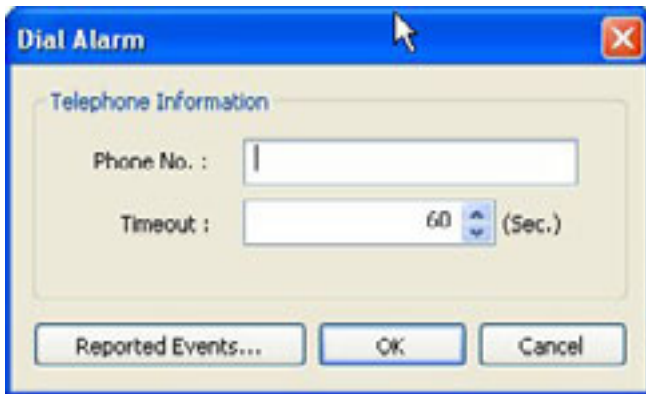 Dial Alarm
Telephone Information
Phone No. :
Timeout : 60 (Sec.)
Reported Events... OK Cancel